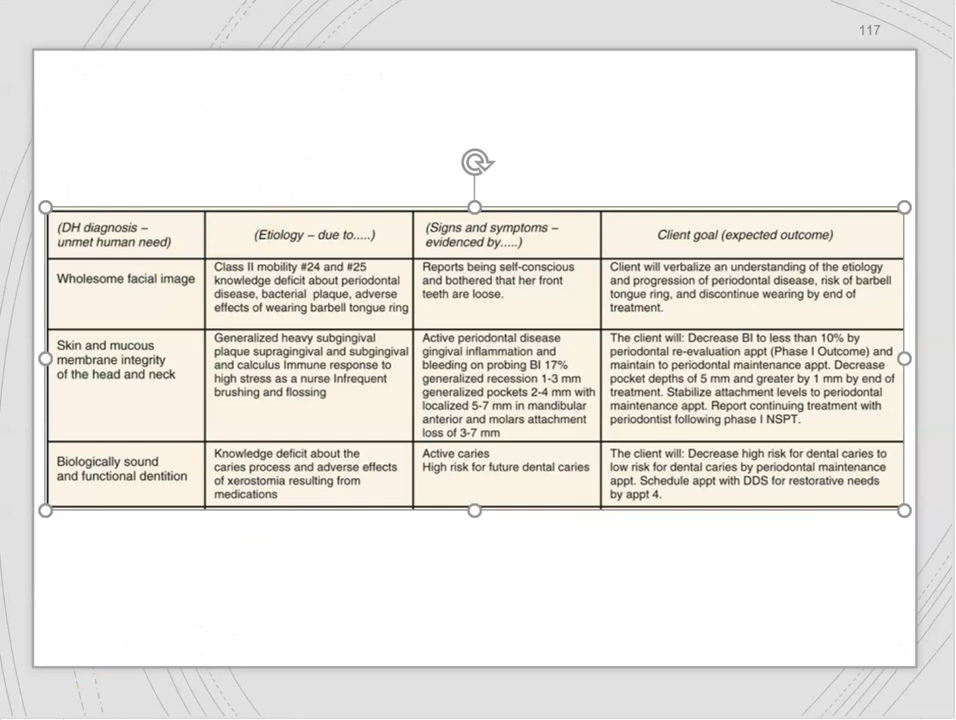 117
(DH diagnosis –
unmet human need)
(Etiology – due to.....)
(Signs and symptoms –
evidenced by.....)
Client goal (expected outcome)
Wholesome facial image
Class II mobility #24 and #25
knowledge deficit about periodontal
disease, bacterial plaque, adverse
effects of wearing barbell tongue ring
Reports being self-conscious
and bothered that her front
teeth are loose.
Client will verbalize an understanding of the etiology
and progression of periodontal disease, risk of barbell
tongue ring, and discontinue wearing by end of
treatment.
Skin and mucous
membrane integrity
of the head and neck
Generalized heavy subgingival
plaque supragingival and subgingival
and calculus Immune response to
high stress as a nurse Infrequent
brushing and flossing
Active periodontal disease
gingival inflammation and
bleeding on probing BI 17%
generalized recession 1-3 mm
generalized pockets 2-4 mm with
localized 5-7 mm in mandibular
anterior and molars attachment
loss of 3-7 mm
The client will: Decrease BI to less than 10% by
periodontal re-evaluation appt (Phase I Outcome) and
maintain to periodontal maintenance appt. Decrease
pocket depths of 5 mm and greater by 1 mm by end of
treatment. Stabilize attachment levels to periodontal
maintenance appt. Report continuing treatment with
periodontist following phase I NSPT.
Biologically sound
and functional dentition
Knowledge deficit about the
caries process and adverse effects
of xerostomia resulting from
medications
Active caries
High risk for future dental caries
The client will: Decrease high risk for dental caries to
low risk for dental caries by periodontal maintenance
appt. Schedule appt with DDS for restorative needs
by appt 4.